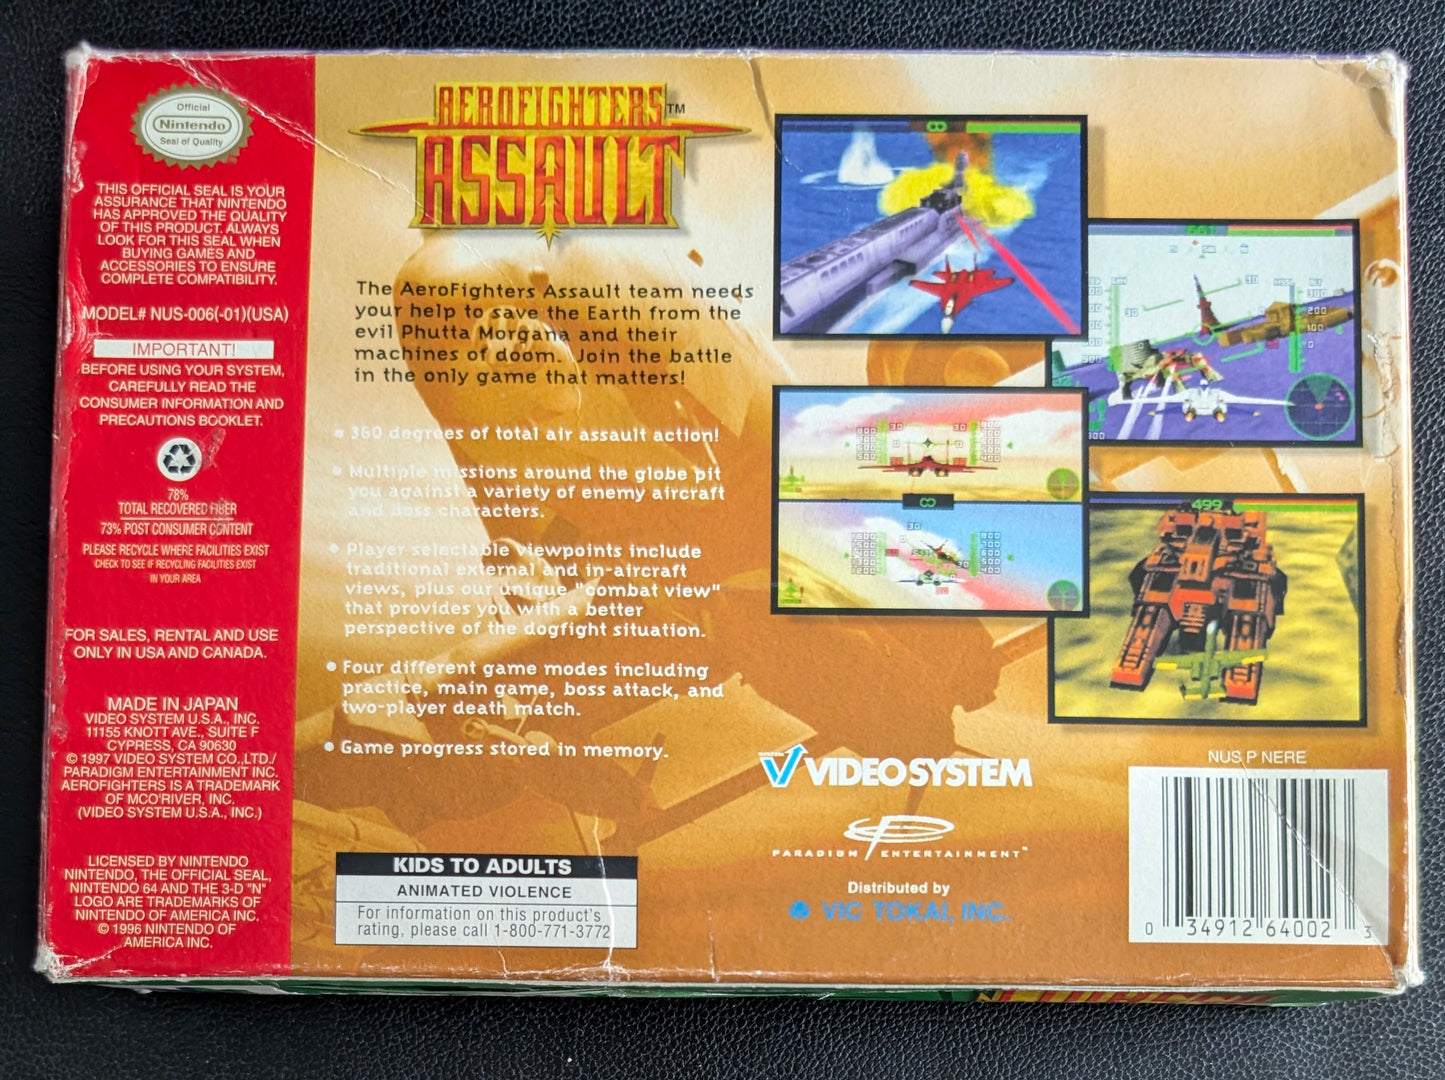 Official
Nintendo
Seal of Quality
THIS OFFICIAL SEAL IS YOUR
ASSURANCE THAT NINTENDO
HAS APPROVED THE QUALITY
OF THIS PRODUCT. ALWAYS
LOOK FOR THIS SEAL WHEN
BUYING GAMES AND
ACCESSORIES TO ENSURE
COMPLETE COMPATIBILITY.
MODEL# NUS-006(-01)(USA)
IMPORTANT!
BEFORE USING YOUR SYSTEM,
CAREFULLY READ THE
CONSUMER INFORMATION AND
PRECAUTIONS BOOKLET.
78%
TOTAL RECOVERED FIBER
73% POST CONSUMER CONTENT
PLEASE RECYCLE WHERE FACILITIES EXIST
CHECK TO SEE IF RECYCLING FACILITIES EXIST
IN YOUR AREA
FOR SALES, RENTAL AND USE
ONLY IN USA AND CANADA.
MADE IN JAPAN
VIDEO SYSTEM U.S.A., INC.
11155 KNOTT AVE., SUITE F
CYPRESS, CA 90630
© 1997 VIDEO SYSTEM CO.,LTD./
PARADIGM ENTERTAINMENT INC.
AEROFIGHTERS IS A TRADEMARK
OF MCO'RIVER, INC.
(VIDEO SYSTEM U.S.A., INC.)
LICENSED BY NINTENDO
NINTENDO, THE OFFICIAL SEAL,
NINTENDO 64 AND THE 3-D "N"
LOGO ARE TRADEMARKS OF
NINTENDO OF AMERICA INC.
© 1996 NINTENDO OF
AMERICA INC.
AEROFIGHTERS™
ASSAULT
The AeroFighters Assault team needs
your help to save the Earth from the
evil Phutta Morgana and their
machines of doom. Join the battle
in the only game that matters!
• 360 degrees of total air assault action!
• Multiple missions around the globe pit
you against a variety of enemy aircraft
and boss characters.
• Player selectable viewpoints include
traditional external and in-aircraft
views, plus our unique "combat view"
that provides you with a better
perspective of the dogfight situation.
• Four different game modes including
practice, main game, boss attack, and
two-player death match.
• Game progress stored in memory.
KIDS TO ADULTS
ANIMATED VIOLENCE
For information on this product's
rating, please call 1-800-771-3772
661
499
SYSTEM
VIDEO SYSTEM
PARADIGM ENTERTAINMENT™
Distributed by
VIC TOKAI, INC.
NUS P NERE
0 34912 64002 3